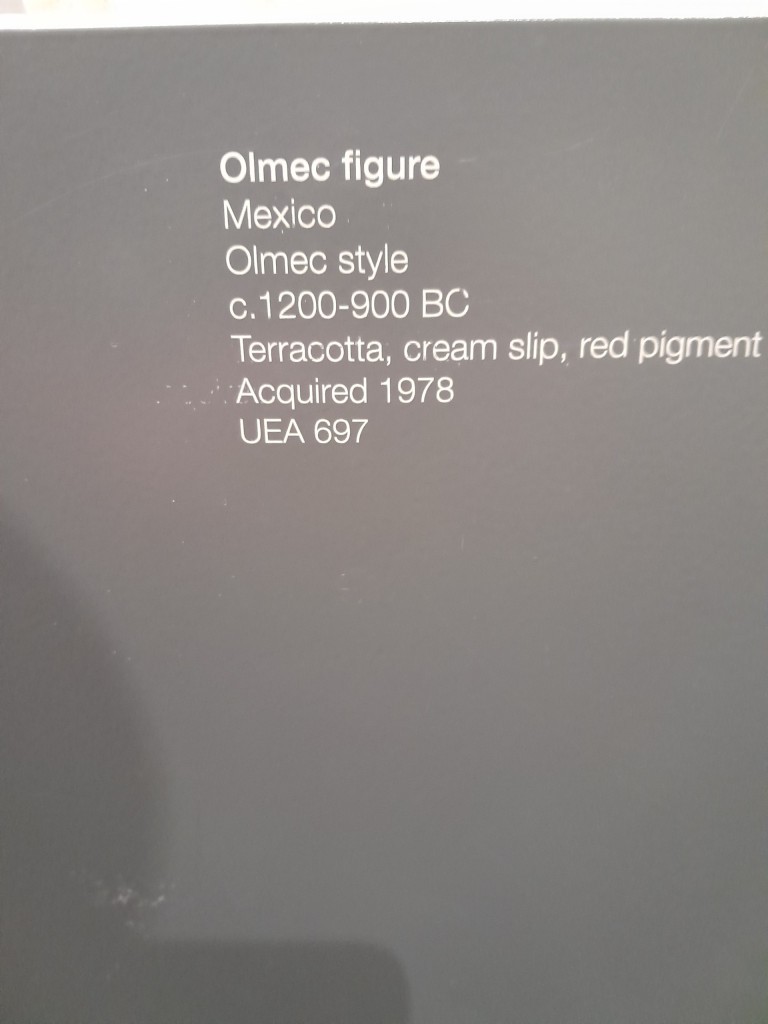 Olmec figure
Mexico
Olmec style
c.1200-900 BC
Terracotta, cream slip, red pigment
Acquired 1978
UEA 697